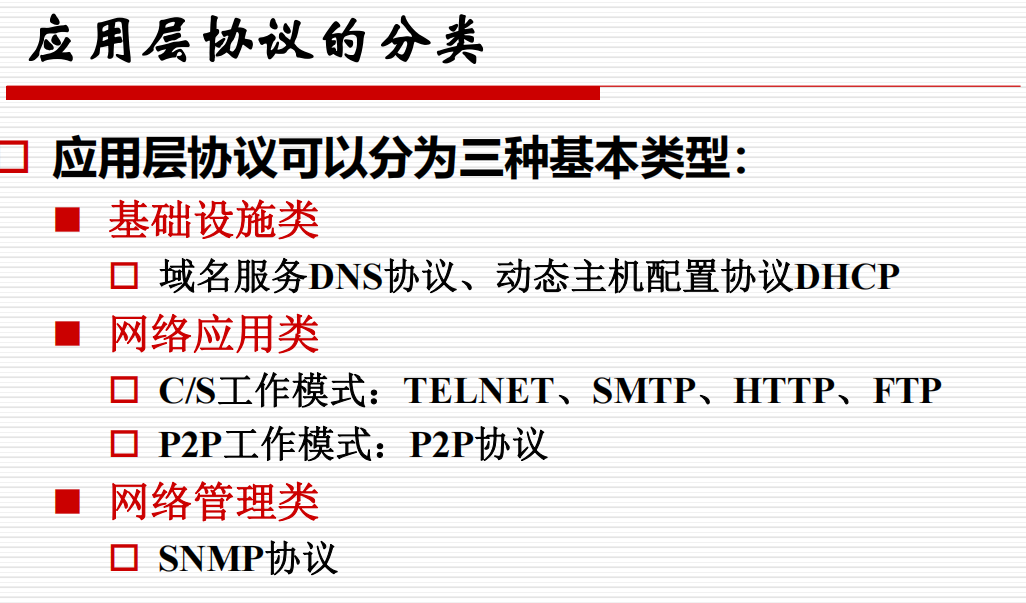 应用层协议的分类
应用层协议可以分为三种基本类型：
基础设施类
域名服务DNS协议、动态主机配置协议DHCP
网络应用类
C/S工作模式：TELNET、SMTP、HTTP、FTP
P2P工作模式：P2P协议
网络管理类
SNMP协议